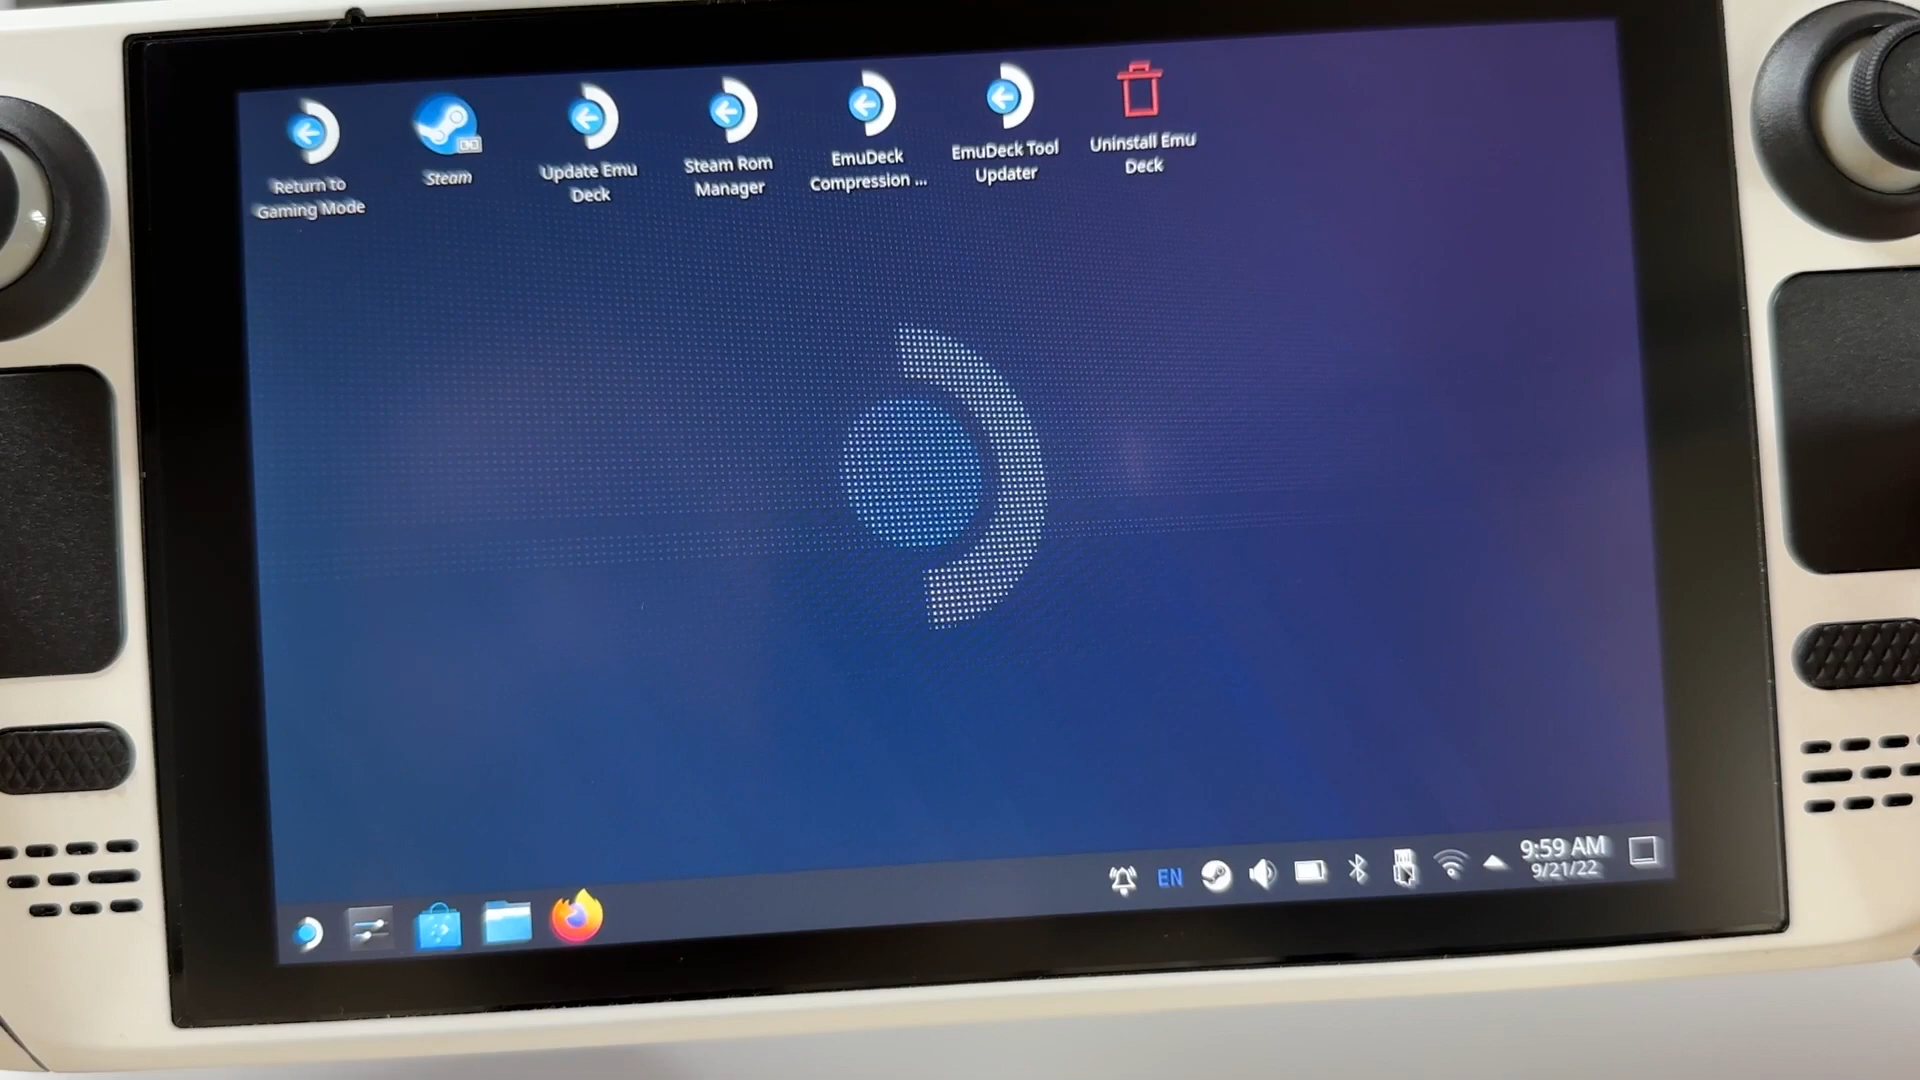 Return to
Gaming Mode
Steam
Update Emu
Deck
Steam Rom
Manager
EmuDeck
Compression ...
EmuDeck Tool
Updater
Uninstall Emu
Deck
EN
9:59 AM
9/21/22